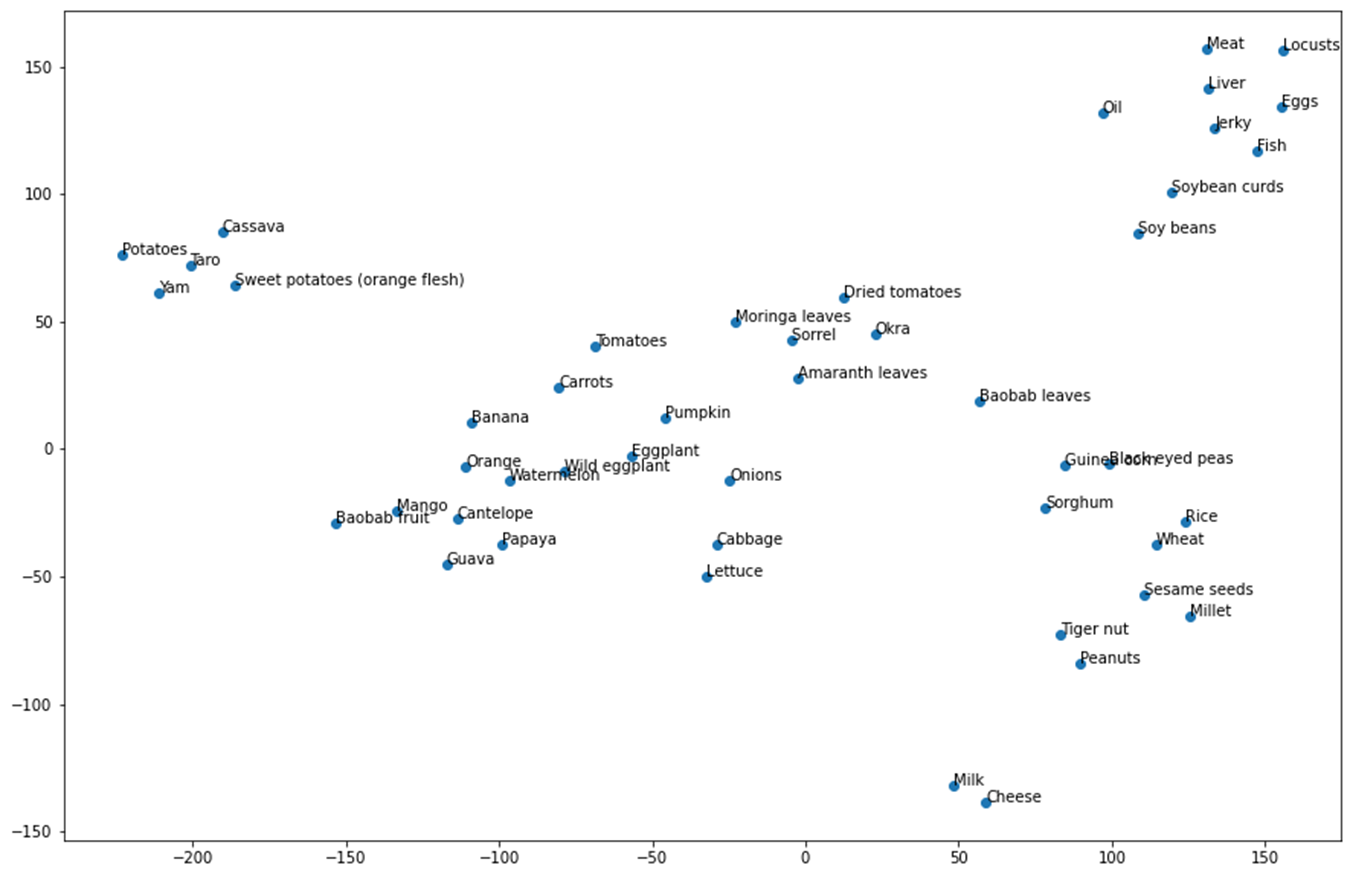 Meat
Locusts
150
Liver
Eggs
Oil
Jerky
Fish
100
Soybean curds
Soy beans
Cassava
Potatoes
Taro
Sweet potatoes (orange flesh)
Yam
Dried tomatoes
50
Moringa leaves
Okra
Sorrel
Tomatoes
Amaranth leaves
Carrots
Baobab leaves
Pumpkin
Banana
0
Eggplant
Guinea corn
Black eyed peas
Orange
Wild eggplant
Watermelon
Onions
Mango
Sorghum
Baobab fruit
Cantelope
Rice
Papaya
Cabbage
Wheat
−50
Guava
Lettuce
Sesame seeds
Millet
Tiger nut
Peanuts
−100
Milk
Cheese
−150
−200 −150 −100 −50 0 50 100 150